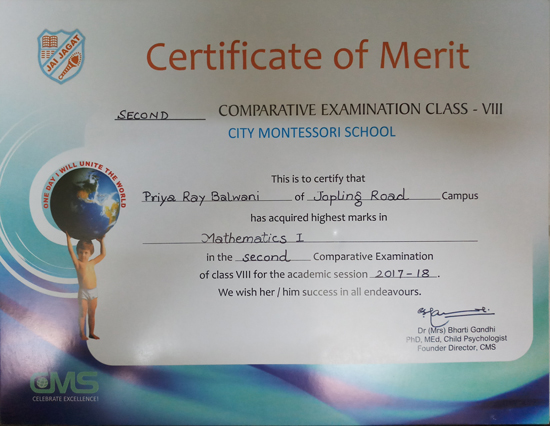 JAI JAGAT
Certificate of Merit
SECOND COMPARATIVE EXAMINATION CLASS - VIII
CITY MONTESSORI SCHOOL
ONE DAY I WILL UNITE THE WORLD
This is to certify that
Priya Ray Balwani of Jopling Road Campus
has acquired highest marks in
Mathematics I
in the second Comparative Examination
of class VIII for the academic session 2017-18.
We wish her / him success in all endeavours.
Dr (Mrs) Bharti Gandhi
PhD, MEd, Child Psychologist
Founder Director, CMS
CMS
CELEBRATE EXCELLENCE!